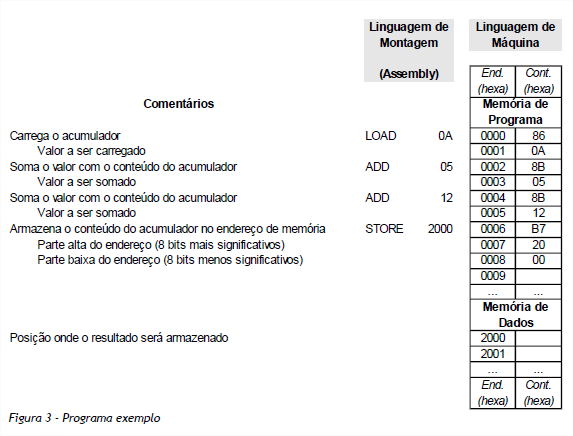 Linguagem de Montagem (Assembly)
Linguagem de Máquina
End. (hexa) Cont. (hexa)
Comentários
Memória de Programa
Carrega o acumulador LOAD 0A 0000 86
Valor a ser carregado 0001 0A
Soma o valor com o conteúdo do acumulador ADD 05 0002 8B
Valor a ser somado 0003 05
Soma o valor com o conteúdo do acumulador ADD 12 0004 8B
Valor a ser somado 0005 12
Armazena o conteúdo do acumulador no endereço de memória STORE 2000 0006 B7
Parte alta do endereço (8 bits mais significativos) 0007 20
Parte baixa do endereço (8 bits menos significativos) 0008 00
0009
... ...
Memória de Dados
Posição onde o resultado será armazenado 2000
2001
... ...
End. (hexa) Cont. (hexa)
Figura 3 - Programa exemplo